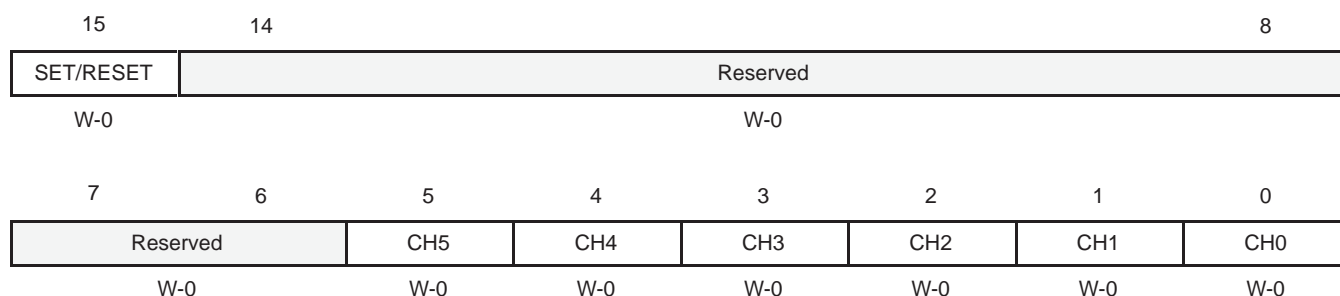 15 14 8
SET/RESET Reserved
W-0 W-0
7 6 5 4 3 2 1 0
Reserved CH5 CH4 CH3 CH2 CH1 CH0
W-0 W-0 W-0 W-0 W-0 W-0 W-0